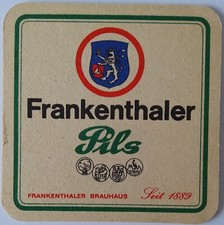 Frankenthaler
Pils
FRANKENTHALER BRAUHAUS Seit 1889